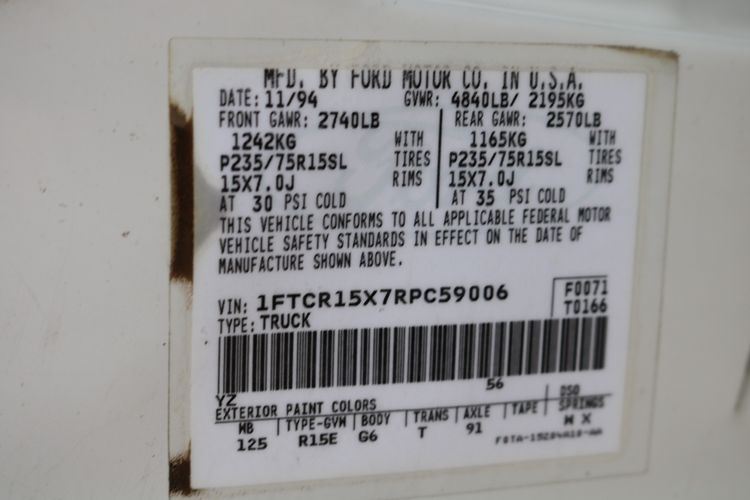 MFD. BY FORD MOTOR CO. IN U.S.A.
DATE: 11/94 GVWR: 4840LB/ 2195KG
FRONT GAWR: 2740LB REAR GAWR: 2570LB
1242KG WITH 1165KG WITH
P235/75R15SL TIRES P235/75R15SL TIRES
15X7.0J RIMS 15X7.0J RIMS
AT 30 PSI COLD AT 35 PSI COLD
THIS VEHICLE CONFORMS TO ALL APPLICABLE FEDERAL MOTOR
VEHICLE SAFETY STANDARDS IN EFFECT ON THE DATE OF
MANUFACTURE SHOWN ABOVE.
VIN: 1FTCR15X7RPC59006 F0071
TYPE: TRUCK T0166
YZ 56
EXTERIOR PAINT COLORS DSO
WB TYPE-GVW BODY TRANS AXLE TAPE SPRINGS
125 R15E G6 T 91 W X
F0TA-15204A10-AA